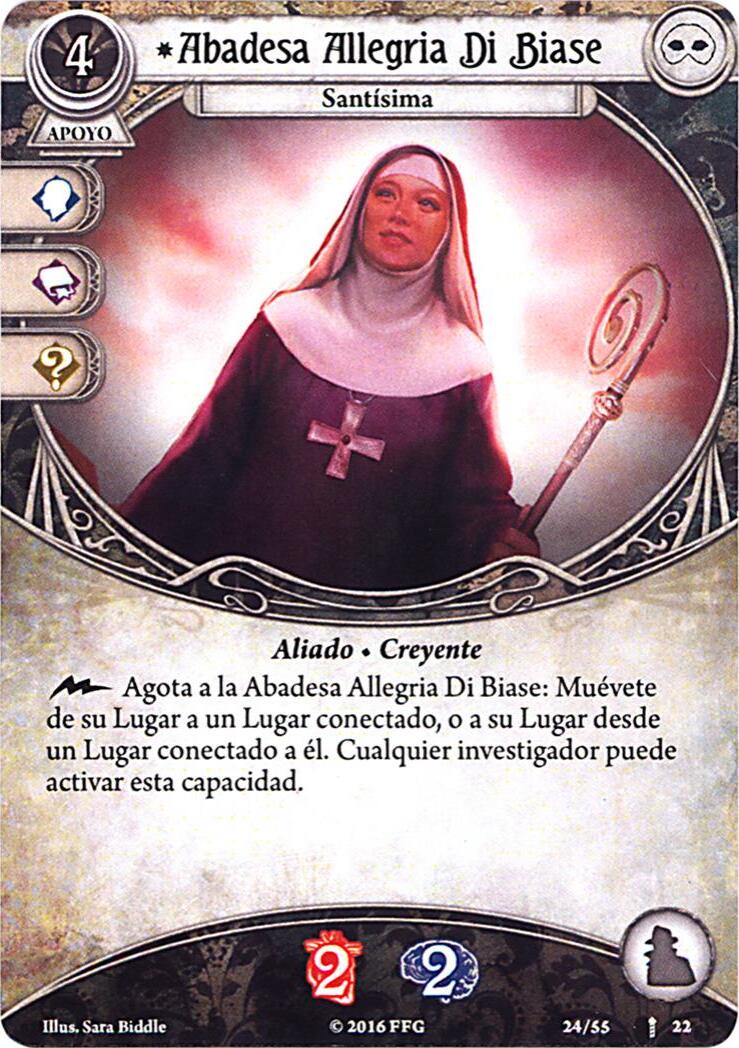 4
Abadesa Allegria Di Biase
APOYO
Santísima
?
Aliado • Creyente
Agota a la Abadesa Allegria Di Biase: Muévete
de su Lugar a un Lugar conectado, o a su Lugar desde
un Lugar conectado a él. Cualquier investigador puede
activar esta capacidad.
2 2
Illus. Sara Biddle © 2016 FFG 24/55 22